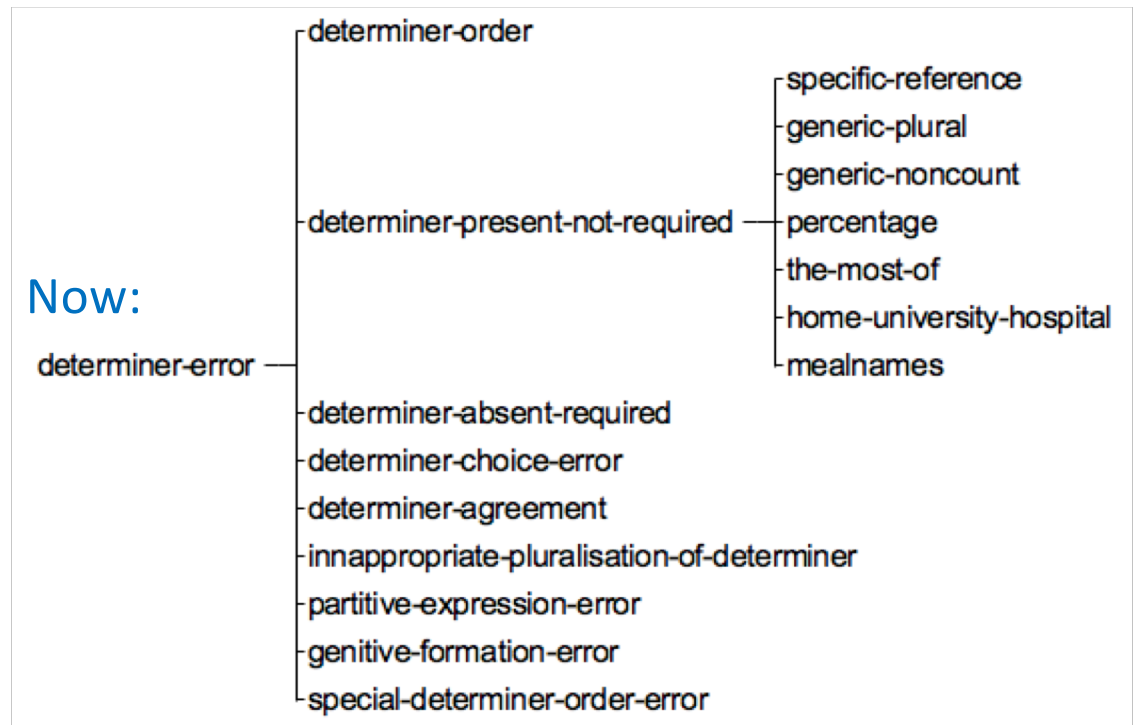 determiner-order
specific-reference
generic-plural
generic-noncount
determiner-present-not-required
percentage
the-most-of
Now:
home-university-hospital
determiner-error
mealnames
determiner-absent-required
determiner-choice-error
determiner-agreement
innappropriate-pluralisation-of-determiner
partitive-expression-error
genitive-formation-error
special-determiner-order-error